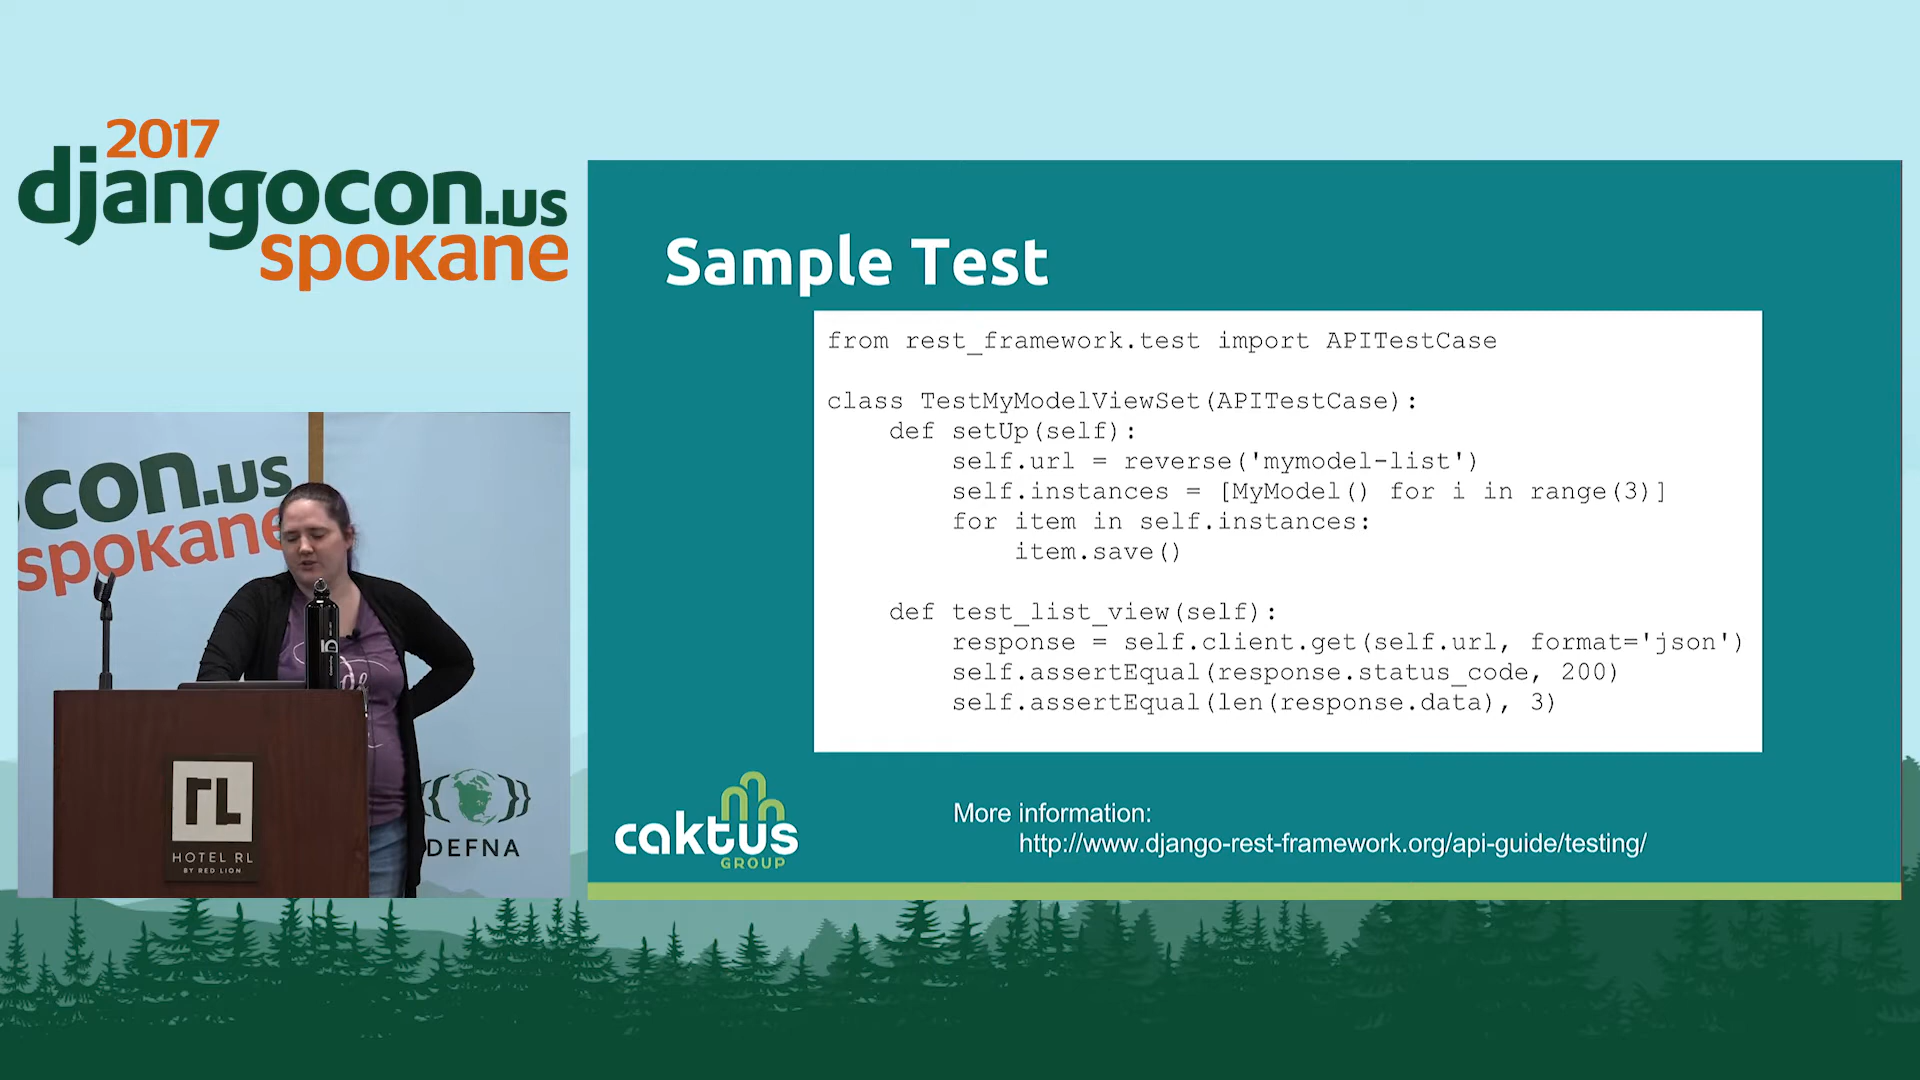 2017
djangocon.us
spokane
con.us
spokane
HOTEL RL
BY RED LION
DEFNA
Sample Test
from rest_framework.test import APITestCase
class TestMyModelViewSet(APITestCase):
    def setUp(self):
        self.url = reverse('mymodel-list')
        self.instances = [MyModel() for i in range(3)]
        for item in self.instances:
            item.save()
    def test_list_view(self):
        response = self.client.get(self.url, format='json')
        self.assertEqual(response.status_code, 200)
        self.assertEqual(len(response.data), 3)
caktus
GROUP
More information:
http://www.django-rest-framework.org/api-guide/testing/